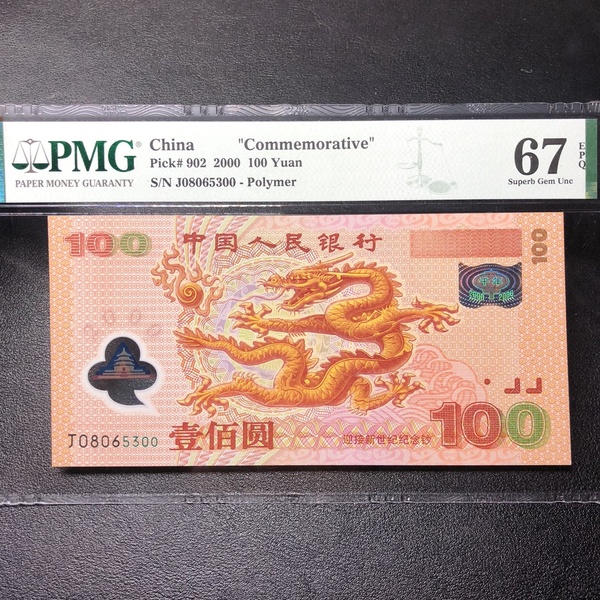 PMG
PAPER MONEY GUARANTY
China "Commemorative"
Pick# 902 2000 100 Yuan
S/N J08065300 - Polymer
67
EPQ
Superb Gem Unc
100
中国人民银行
100
J08065300
壹佰圆
迎接新世纪纪念钞
100